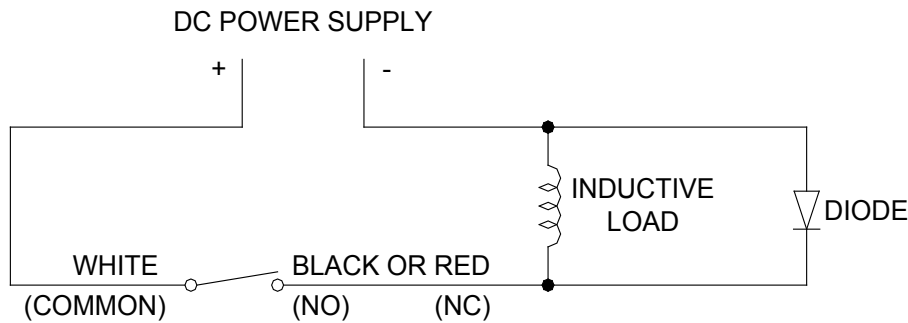 DC POWER SUPPLY
+ -
INDUCTIVE
LOAD
DIODE
WHITE BLACK OR RED
(COMMON) (NO) (NC)